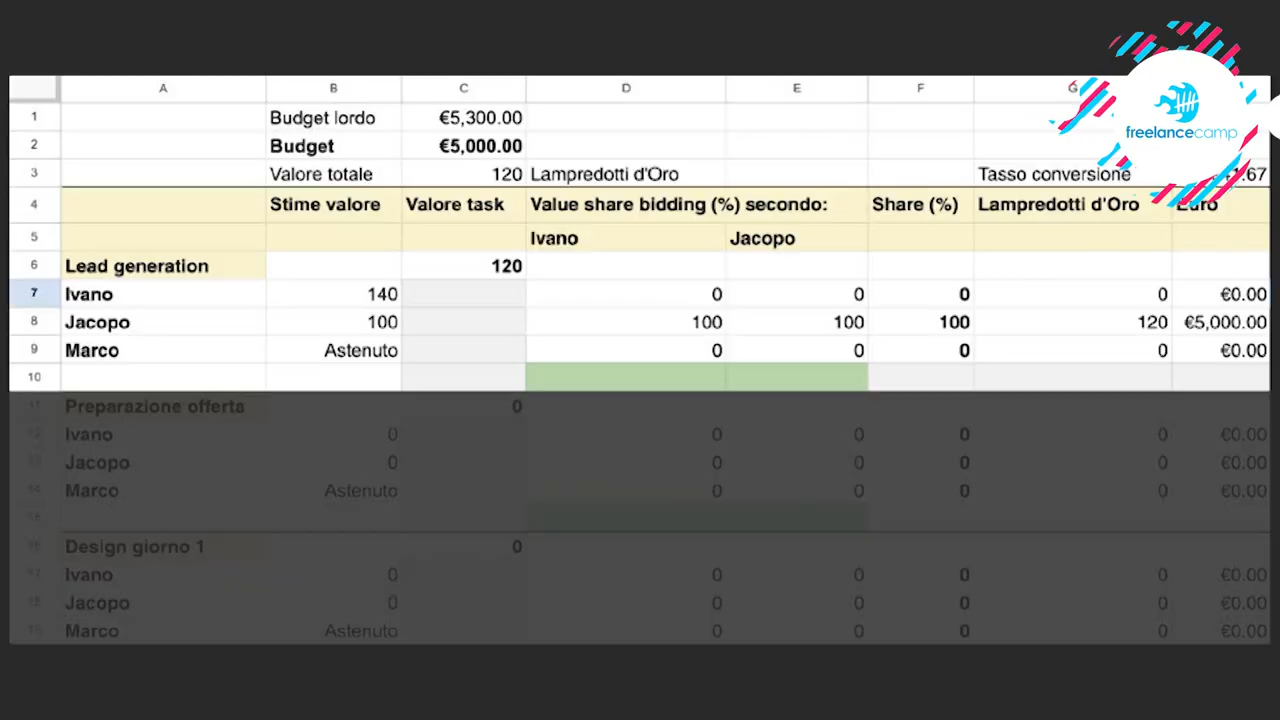 freelancecamp
A B C D E F
1 Budget lordo €5,300.00
2 Budget €5,000.00
3 Valore totale 120 Lampredotti d'Oro Tasso conversione
4 Stime valore Valore task Value share bidding (%) secondo: Share (%) Lampredotti d'Oro Euro
5 Ivano Jacopo
6 Lead generation 120
7 Ivano 140 0 0 0 0 €0.00
8 Jacopo 100 100 100 100 120 €5,000.00
9 Marco Astenuto 0 0 0 0 €0.00
10
11 Preparazione offerta 0
12 Ivano 0 0 0 0 0 €0.00
13 Jacopo 0 0 0 0 0 €0.00
14 Marco Astenuto 0 0 0 0 €0.00
15
16 Design giorno 1 0
17 Ivano 0 0 0 0 0 €0.00
18 Jacopo 0 0 0 0 0 €0.00
19 Marco Astenuto 0 0 0 0 €0.00